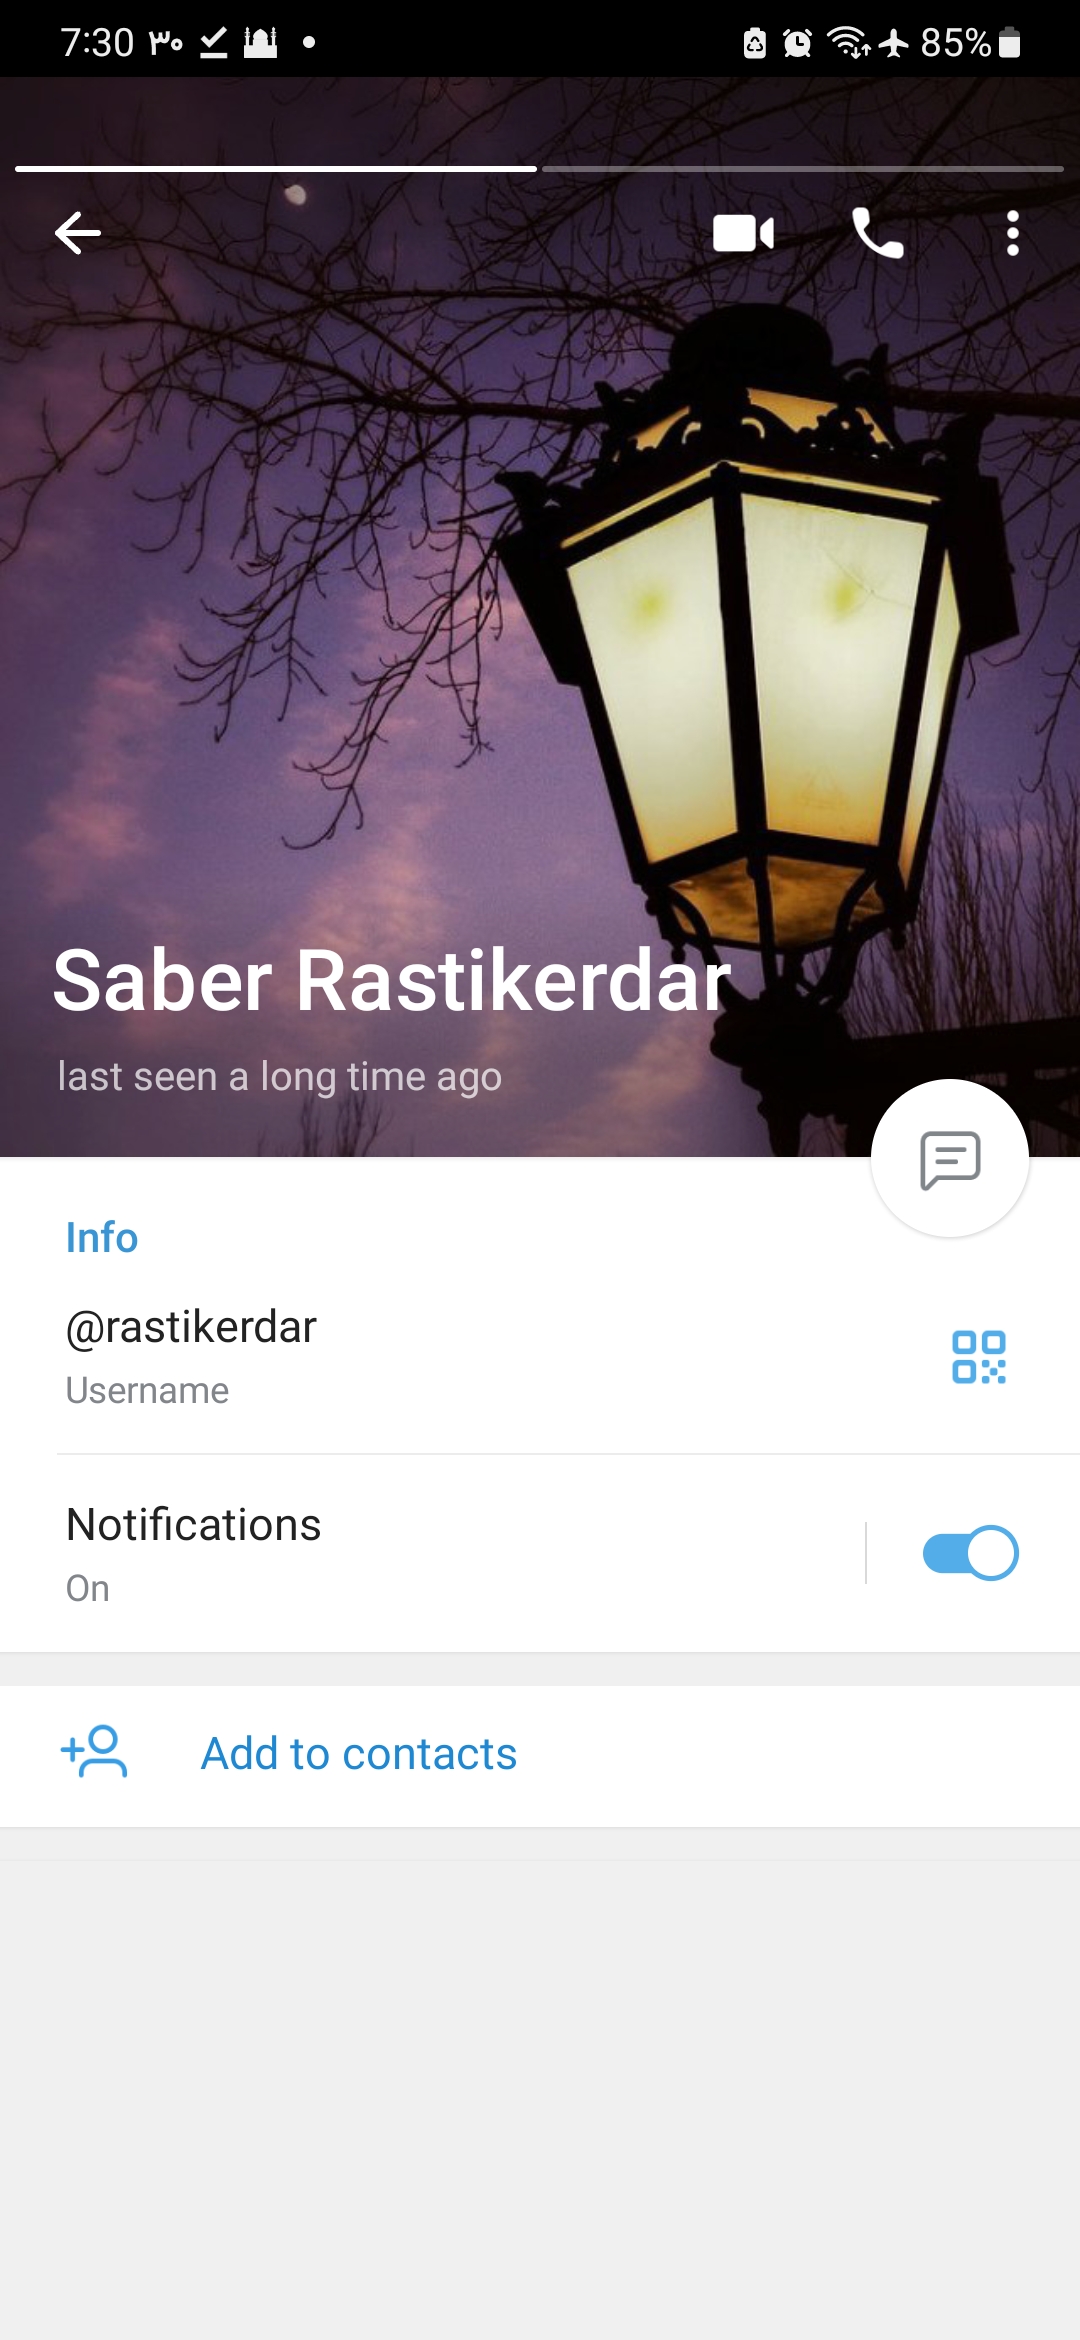 7:30 ۳۰ 85%
Saber Rastikerdar
last seen a long time ago
Info
@rastikerdar
Username
Notifications
On
Add to contacts